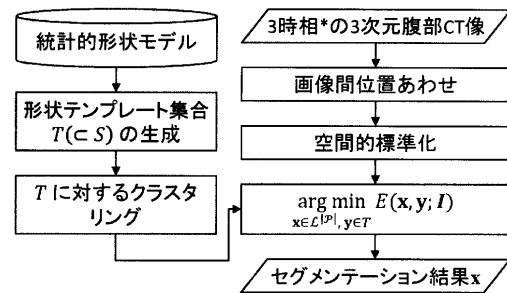 統計的形状モデル
形状テンプレート集合
T(⊂ S) の生成
T に対するクラスタ
リング
3時相*の3次元腹部CT像
画像間位置あわせ
空間的標準化
arg min E(x, y; I)
x∈ℒ^|𝒫|, y∈T
セグメンテーション結果x